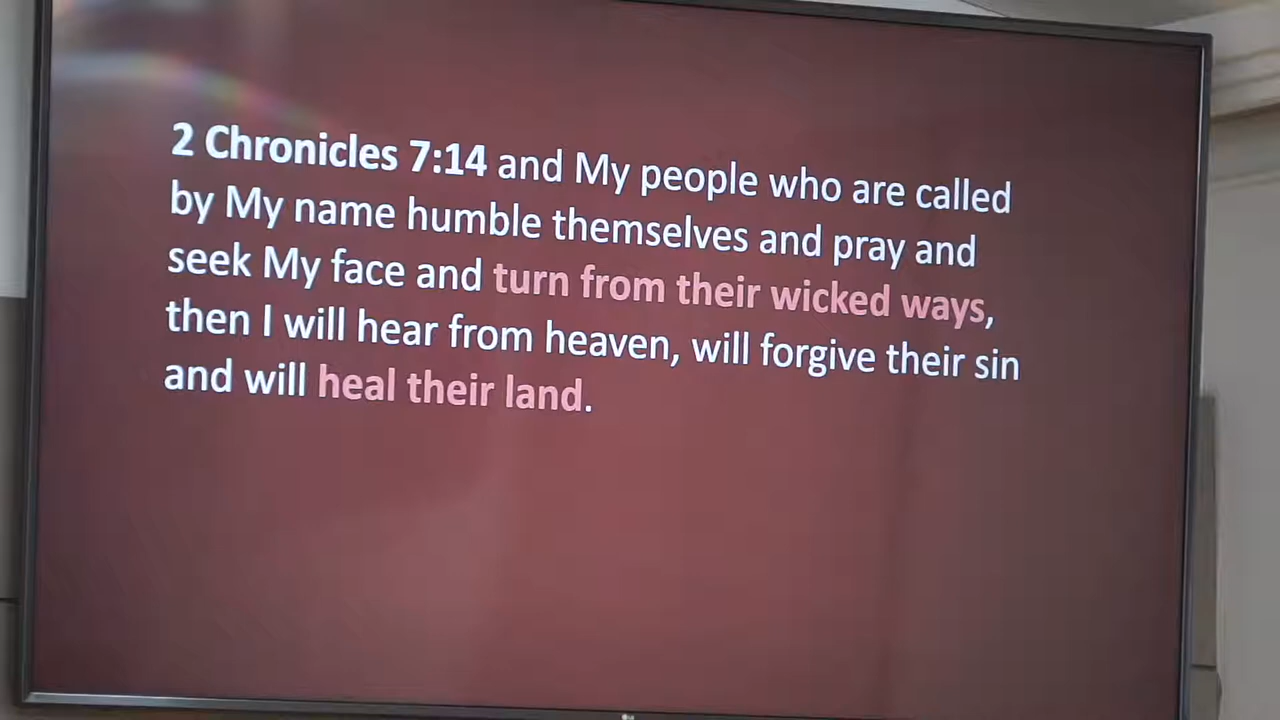 2 Chronicles 7:14 and My people who are called
by My name humble themselves and pray and
seek My face and turn from their wicked ways,
then I will hear from heaven, will forgive their sin
and will heal their land.